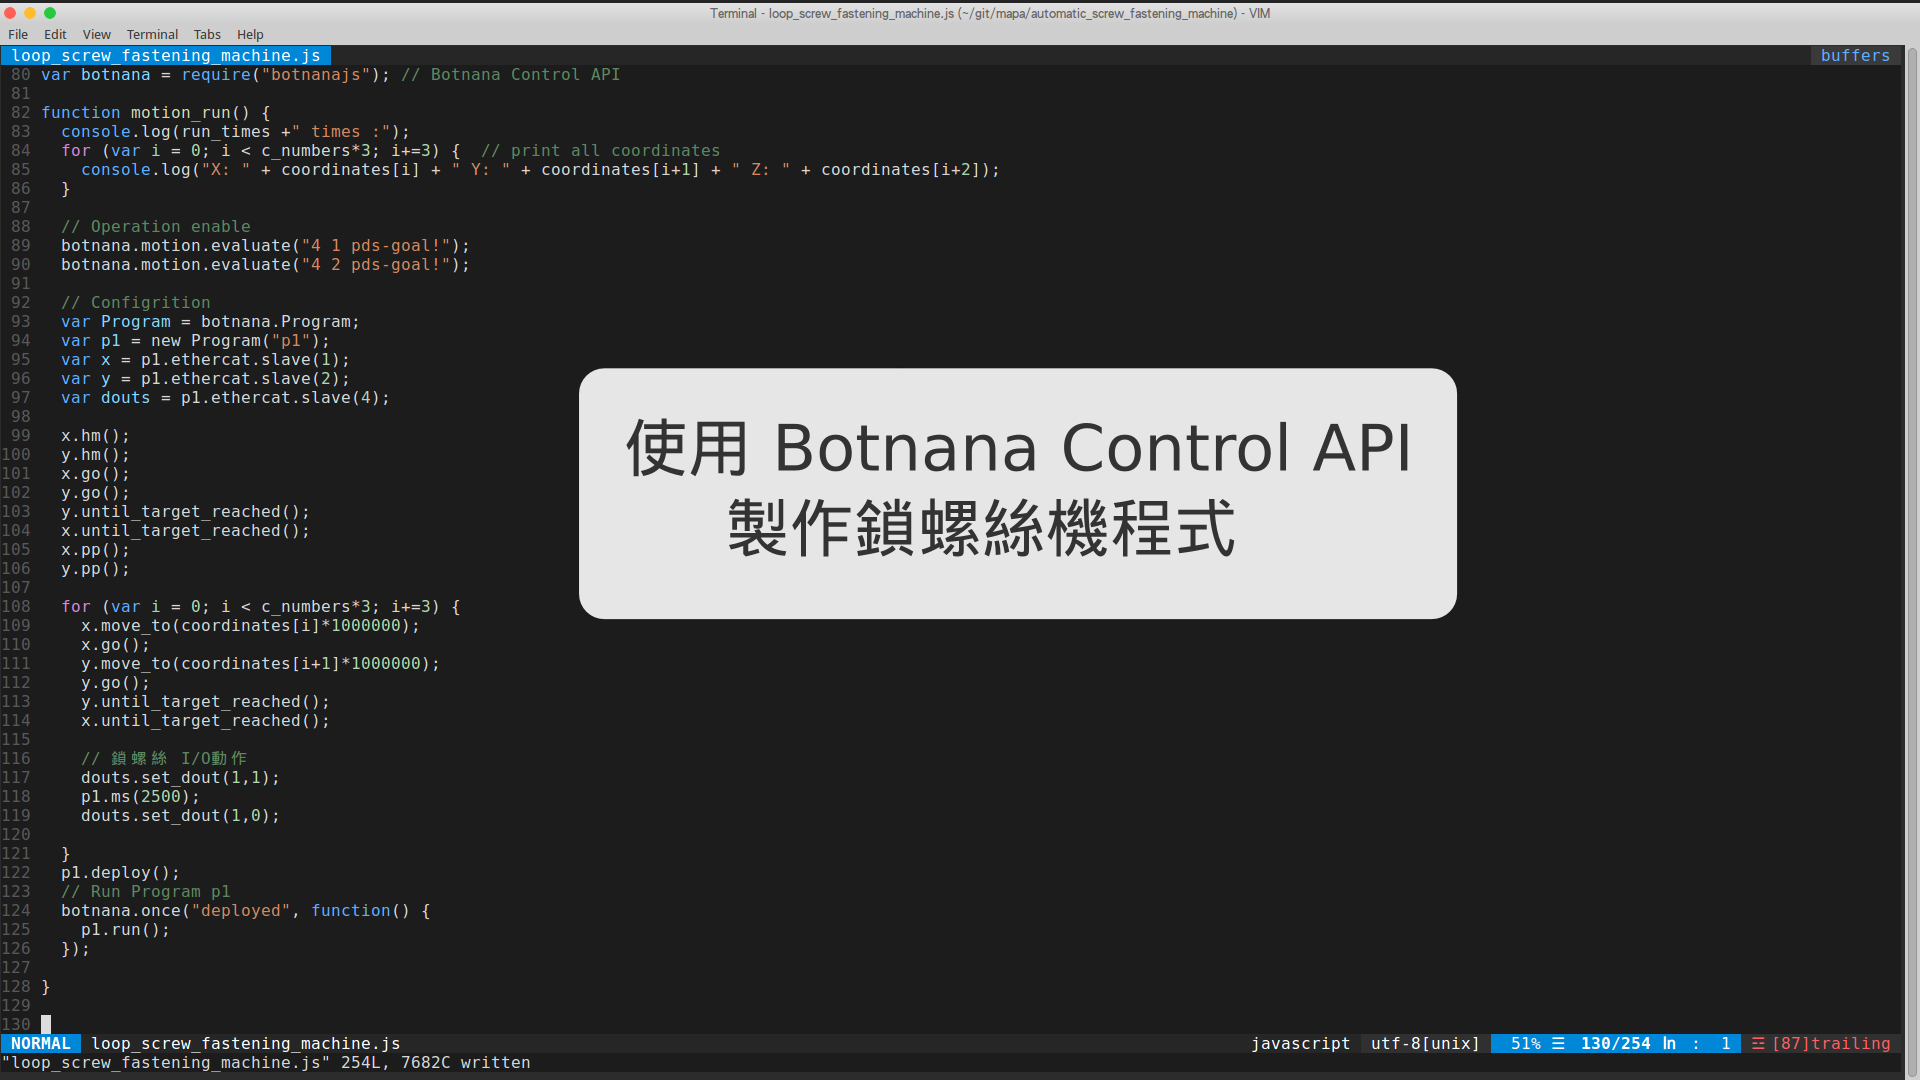 Terminal - loop_screw_fastening_machine.js (~/git/mapa/automatic_screw_fastening_machine) - VIM
File Edit View Terminal Tabs Help
loop_screw_fastening_machine.js buffers
80 var botnana = require("botnanajs"); // Botnana Control API
81
82 function motion_run() {
83   console.log(run_times +" times :");
84   for (var i = 0; i < c_numbers*3; i+=3) {  // print all coordinates
85     console.log("X: " + coordinates[i] + " Y: " + coordinates[i+1] + " Z: " + coordinates[i+2]);
86   }
87
88   // Operation enable
89   botnana.motion.evaluate("4 1 pds-goal!");
90   botnana.motion.evaluate("4 2 pds-goal!");
91
92   // Configrition
93   var Program = botnana.Program;
94   var p1 = new Program("p1");
95   var x = p1.ethercat.slave(1);
96   var y = p1.ethercat.slave(2);
97   var douts = p1.ethercat.slave(4);
98
99   x.hm();
100   y.hm();
101   x.go();
102   y.go();
103   y.until_target_reached();
104   x.until_target_reached();
105   x.pp();
106   y.pp();
107
108   for (var i = 0; i < c_numbers*3; i+=3) {
109     x.move_to(coordinates[i]*1000000);
110     x.go();
111     y.move_to(coordinates[i+1]*1000000);
112     y.go();
113     y.until_target_reached();
114     x.until_target_reached();
115
116     // 鎖螺絲 I/O動作
117     douts.set_dout(1,1);
118     p1.ms(2500);
119     douts.set_dout(1,0);
120
121   }
122   p1.deploy();
123   // Run Program p1
124   botnana.once("deployed", function() {
125     p1.run();
126   });
127
128 }
129
130
使用 Botnana Control API
製作鎖螺絲機程式
NORMAL loop_screw_fastening_machine.js javascript utf-8[unix] 51% ☰ 130/254 ln : 1 ☲ [87]trailing
"loop_screw_fastening_machine.js" 254L, 7682C written